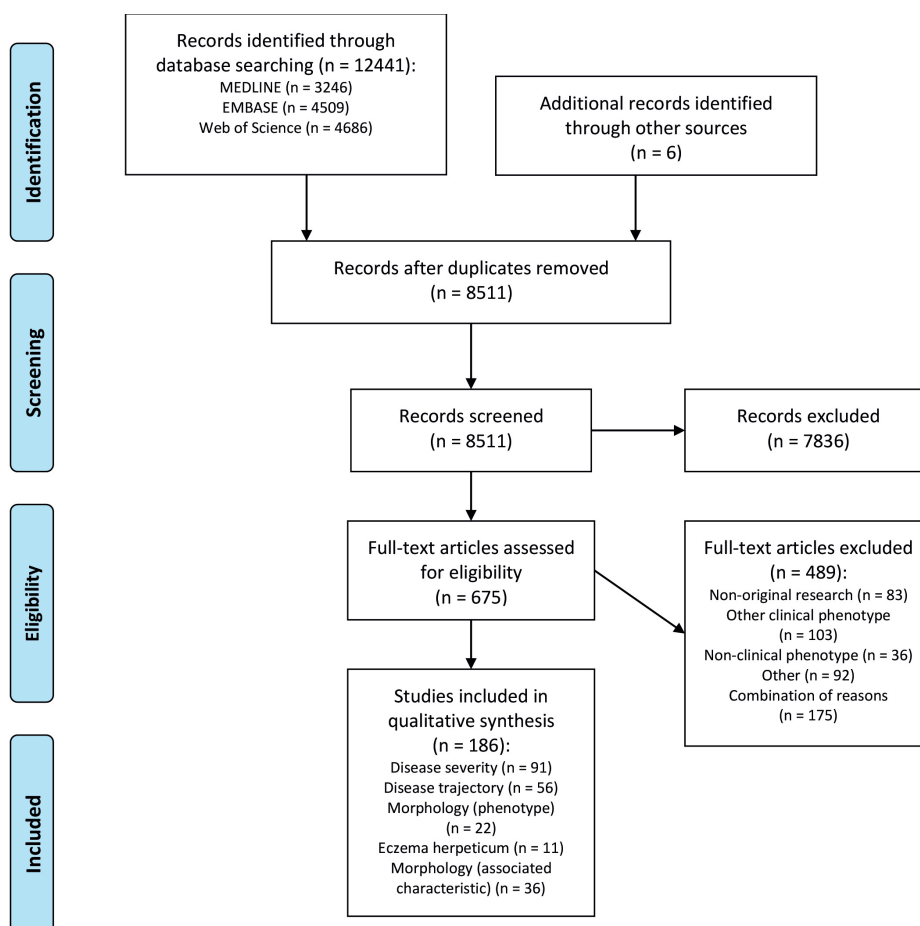 Identification
Records identified through
database searching (n = 12441):
MEDLINE (n = 3246)
EMBASE (n = 4509)
Web of Science (n = 4686)
Additional records identified
through other sources
(n = 6)
Records after duplicates removed
(n = 8511)
Screening
Records screened
(n = 8511)
Records excluded
(n = 7836)
Eligibility
Full-text articles assessed
for eligibility
(n = 675)
Full-text articles excluded
(n = 489):
Non-original research (n = 83)
Other clinical phenotype
(n = 103)
Non-clinical phenotype (n = 36)
Other (n = 92)
Combination of reasons
(n = 175)
Included
Studies included in
qualitative synthesis
(n = 186):
Disease severity (n = 91)
Disease trajectory (n = 56)
Morphology (phenotype)
(n = 22)
Eczema herpeticum (n = 11)
Morphology (associated
characteristic) (n = 36)